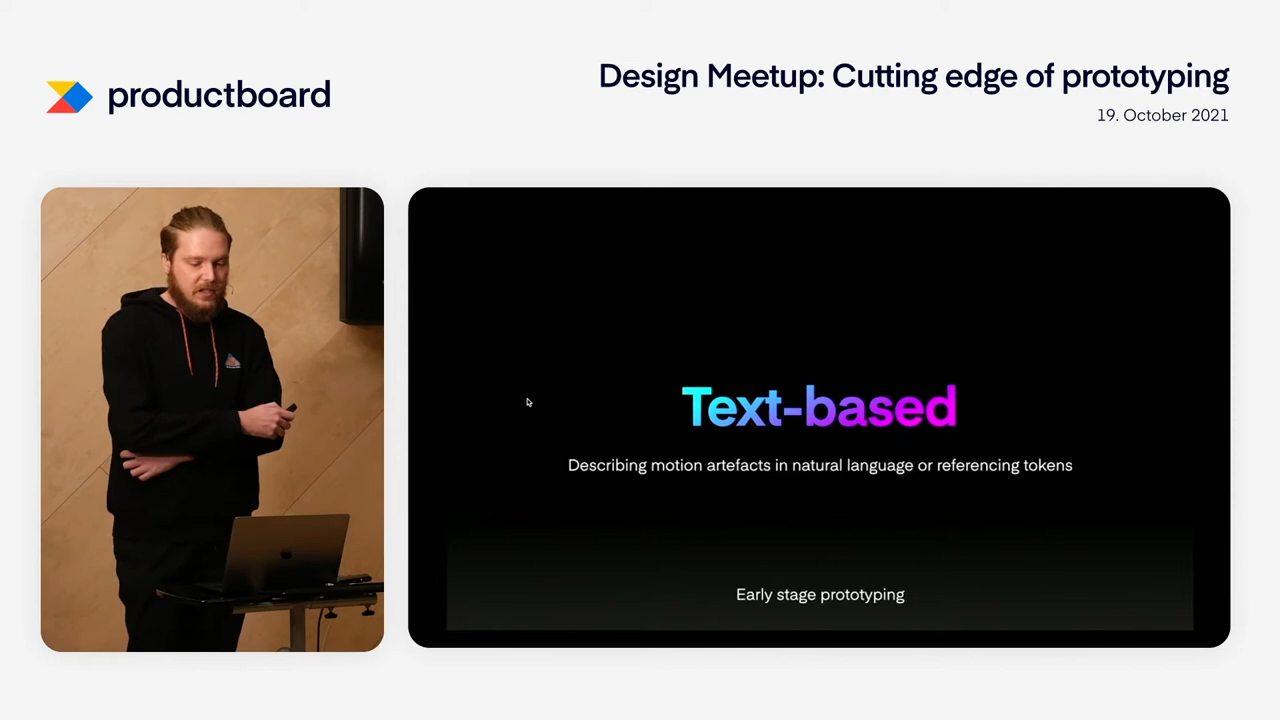 productboard
Design Meetup: Cutting edge of prototyping
19. October 2021
Text-based
Describing motion artefacts in natural language or referencing tokens
Early stage prototyping